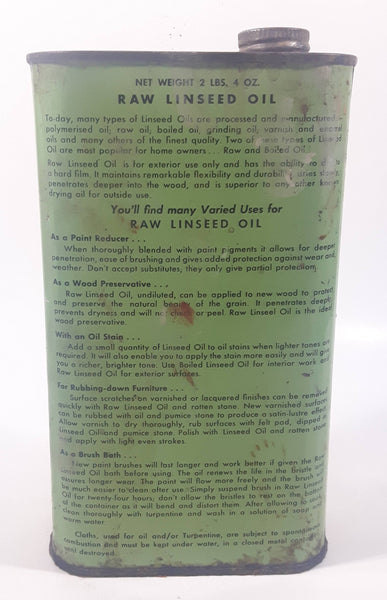 NET WEIGHT 2 LBS. 4 OZ.
RAW LINSEED OIL
To-day, many types of Linseed Oils are processed and manufactured—
polymerised oil; raw oil; boiled oil, grinding oil, varnish and enamel
oils and many others of the finest quality. Two of these types of Linseed
Oil are most popular for home owners . . . Raw and Boiled Oil.
Raw Linseed Oil is for exterior use only and has the ability to dry to
a hard film. It maintains remarkable flexibility and durability, dries slowly,
penetrates deeper into the wood, and is superior to any other known
drying oil for outside use.
You'll find many Varied Uses for
RAW LINSEED OIL
As a Paint Reducer . . .
When thoroughly blended with paint pigments it allows for deeper
penetration, ease of brushing and gives added protection against wear and
weather. Don't accept substitutes, they only give partial protection.
As a Wood Preservative . . .
Raw Linseed Oil, undiluted, can be applied to new wood to protect
and preserve the natural beauty of the grain. It penetrates deeply,
prevents dryness and will not check or peel. Raw Linseel Oil is the ideal
wood preservative.
With an Oil Stain . . .
Add a small quantity of Linseed Oil to oil stains when lighter tones are
required. It will also enable you to apply the stain more easily and will give
you a richer, brighter tone. Use Boiled Linseed Oil for interior work and
Raw Linseed Oil for exterior surfaces.
For Rubbing-down Furniture . . .
Surface scratches on varnished or lacquered finishes can be removed
quickly with Raw Linseed Oil and rotten stone. New varnished surfaces
can be rubbed with oil and pumice stone to produce a satin-lustre effect.
Allow varnish to dry thoroughly, rub surfaces with felt pad, dipped in
Linseed Oil and pumice stone. Polish with Linseed Oil and rotten stone
and apply with light even strokes.
As a Brush Bath . . .
New paint brushes will last longer and work better if given the Raw
Linseed Oil bath before using. The oil renews the life in the bristle and
assures longer wear. The paint will flow more freely and the brush will
be much easier to clean after use. Simply suspend brush in Raw Linseed
Oil for twenty-four hours, don't allow the bristles to rest on the bottom
of the container as it will bend and distort them. After allowing to soak
clean thoroughly with turpentine and wash in a solution of soap and
warm water.
Cloths, used for oil and/or Turpentine, are subject to spontaneous
combustion and must be kept under water, in a closed metal container
destroyed.